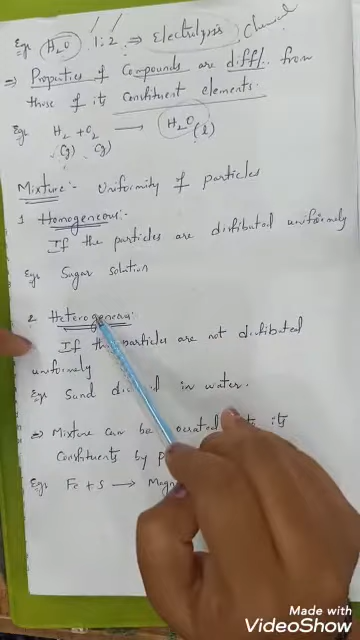 Eg:- H2O 1:2 ⇒ Electrolysis Chemical
⇒ Properties of Compounds are diff. from
those of its constituent elements.
Eg:- H2 + O2 ⟶ H2O (l)
(g) (g)
Mixture:- Uniformity of particles
1 Homogeneous:-
If the particles are distibuted uniformly
Eg:- Sugar solution
2 Heterogeneous:
If the particles are not distibuted
uniformly
Eg:- Sand in water.
⇒ Mixture can be its
Constituents by
Eg:- Fe + S ⟶ Magn
Made with
VideoShow